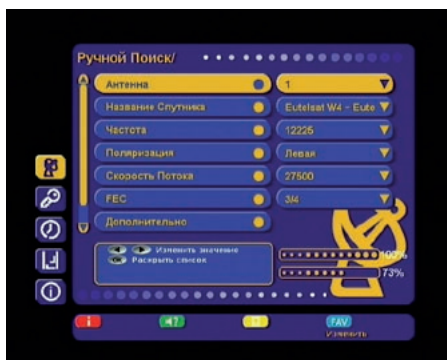 Ручной Поиск/
Антенна 1
Название Спутника Eutelsat W4 - Eute
Частота 12225
Поляризация Левая
Скорость Потока 27500
FEC 3/4
Дополнительно
Изменить значение
OK Раскрыть список
100%
73%
FAV
Изменить